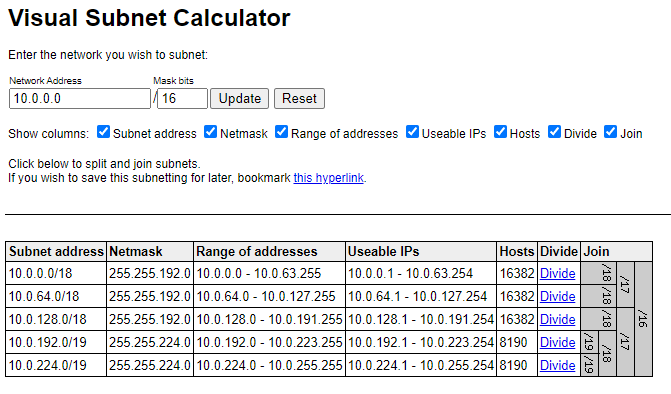 Visual Subnet Calculator
Enter the network you wish to subnet:
Network Address Mask bits
10.0.0.0 / 16 Update Reset
Show columns: Subnet address Netmask Range of addresses Useable IPs Hosts Divide Join
Click below to split and join subnets.
If you wish to save this subnetting for later, bookmark this hyperlink.
Subnet address Netmask Range of addresses Useable IPs Hosts Divide Join
10.0.0.0/18 255.255.192.0 10.0.0.0 - 10.0.63.255 10.0.0.1 - 10.0.63.254 16382 Divide /18 /17 /16
10.0.64.0/18 255.255.192.0 10.0.64.0 - 10.0.127.255 10.0.64.1 - 10.0.127.254 16382 Divide /18
10.0.128.0/18 255.255.192.0 10.0.128.0 - 10.0.191.255 10.0.128.1 - 10.0.191.254 16382 Divide /18 /17
10.0.192.0/19 255.255.224.0 10.0.192.0 - 10.0.223.255 10.0.192.1 - 10.0.223.254 8190 Divide /19 /18
10.0.224.0/19 255.255.224.0 10.0.224.0 - 10.0.255.255 10.0.224.1 - 10.0.255.254 8190 Divide /19